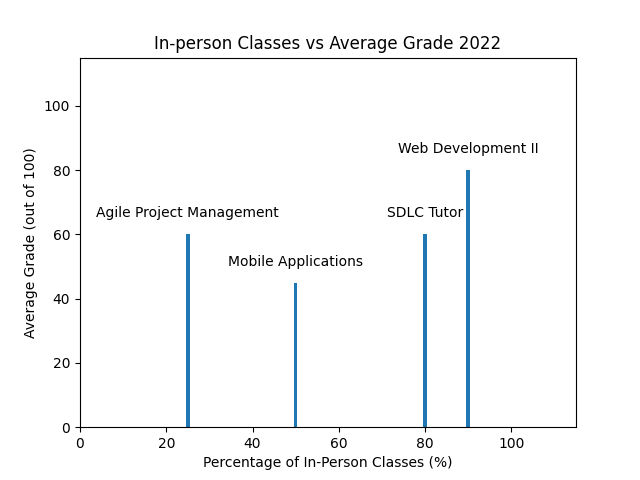 In-person Classes vs Average Grade 2022
100
Web Development II
80
Agile Project Management
SDLC Tutor
60
Mobile Applications
40
20
0
Average Grade (out of 100)
0 20 40 60 80 100
Percentage of In-Person Classes (%)